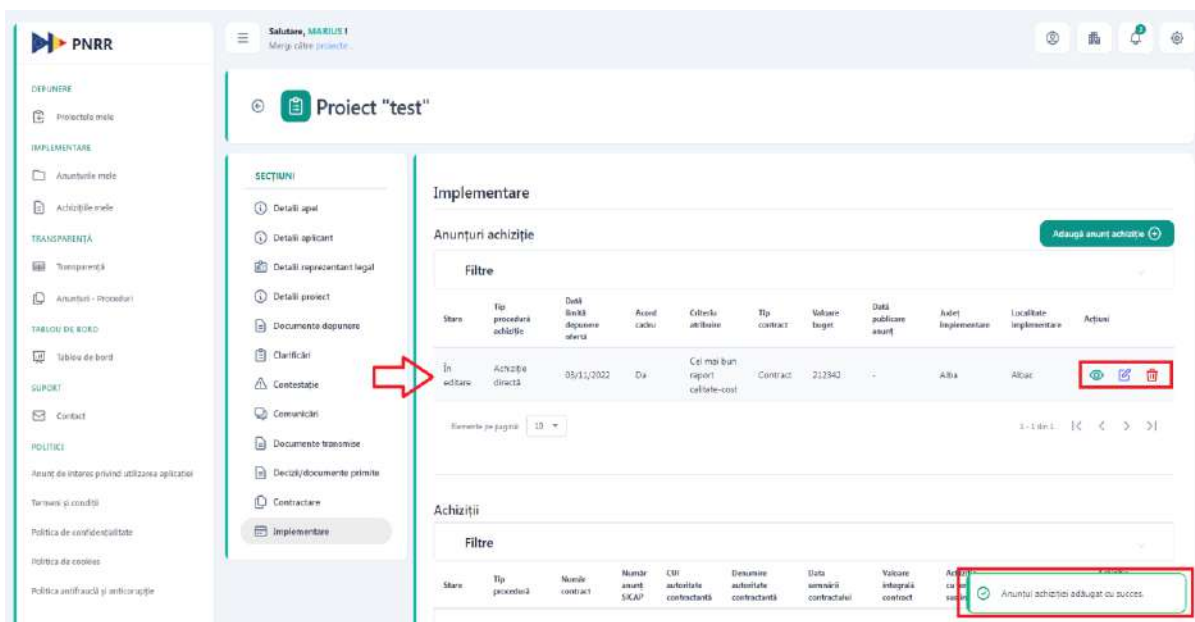 PNRR
Salutare, MARIUS !
Mergi către proiecte
2
DEPUNERE
Proiectele mele
IMPLEMENTARE
Anunțurile mele
Achizițiile mele
TRANSPARENȚĂ
Transparență
Anunțuri - Proceduri
TABLOU DE BORD
Tablou de bord
SUPORT
Contact
POLITICI
Anunț de interes privind utilizarea aplicației
Termeni și condiții
Politica de confidențialitate
Politica de cookies
Politica antifraudă și anticorupție
Proiect "test"
SECȚIUNI
Detalii apel
Detalii aplicant
Detalii reprezentant legal
Detalii proiect
Documente depunere
Clarificări
Contestație
Comunicări
Documente transmise
Decizii/documente primite
Contractare
Implementare
Implementare
Anunțuri achiziție
Adaugă anunț achiziție
Filtre
Stare
Tip procedură achiziție
Dată limită depunere ofertă
Acord cadru
Criteriu atribuire
Tip contract
Valoare buget
Dată publicare anunț
Județ implementare
Localitate implementare
Acțiuni
În editare
Achiziție directă
03/11/2022
Da
Cel mai bun raport calitate-cost
Contract
212342
-
Alba
Albac
Elemente pe pagină 10
1 - 1 din 1
Achiziții
Filtre
Stare
Tip procedură
Număr contract
Număr anunț SICAP
CUI autoritate contractantă
Denumire autoritate contractantă
Data semnării contractului
Valoare integrală contract
Anunțul achiziției adăugat cu succes.